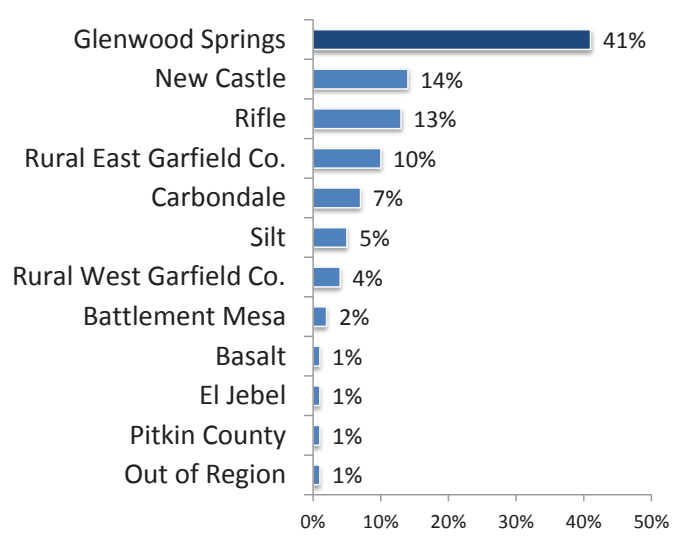 Glenwood Springs 41%
New Castle 14%
Rifle 13%
Rural East Garfield Co. 10%
Carbondale 7%
Silt 5%
Rural West Garfield Co. 4%
Battlement Mesa 2%
Basalt 1%
El Jebel 1%
Pitkin County 1%
Out of Region 1%
0% 10% 20% 30% 40% 50%